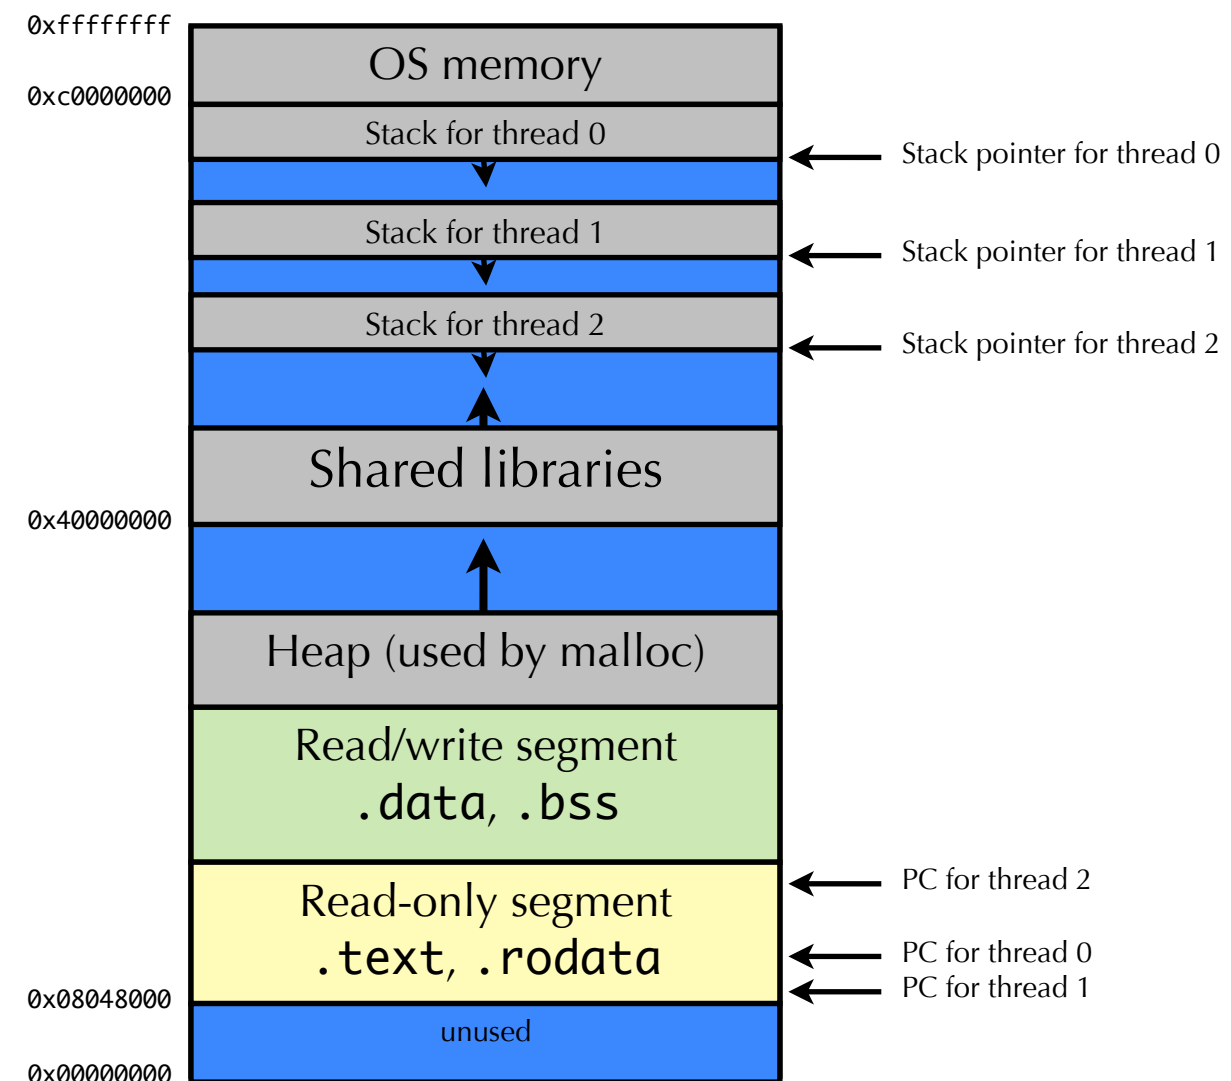 0xffffffff
OS memory
0xc0000000
Stack for thread 0
Stack pointer for thread 0
Stack for thread 1
Stack pointer for thread 1
Stack for thread 2
Stack pointer for thread 2
Shared libraries
0x40000000
Heap (used by malloc)
Read/write segment
.data, .bss
PC for thread 2
Read-only segment
.text, .rodata
PC for thread 0
PC for thread 1
0x08048000
unused
0x00000000